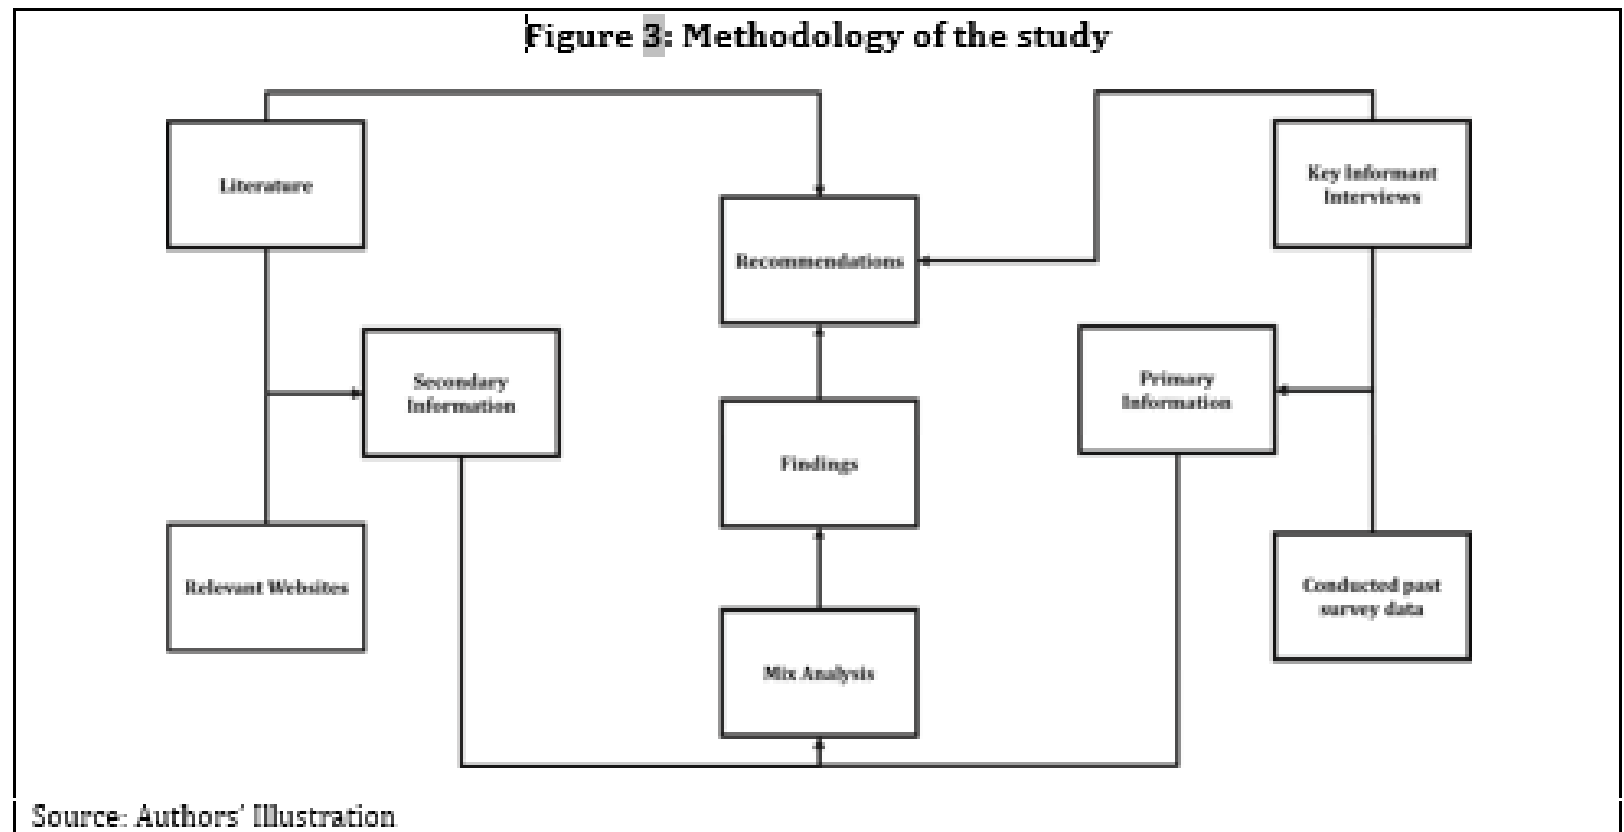 Figure 3: Methodology of the study
Literature
Key Informant
Interviews
Recommendations
Secondary
Information
Primary
Information
Findings
Relevant Websites
Conducted past
survey data
Mix Analysis
Source: Authors' Illustration